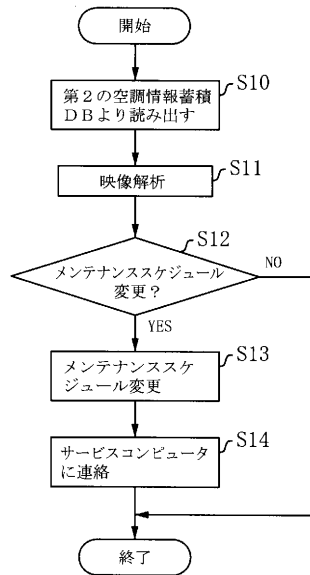 開始
S10
第2の空調情報蓄積
DBより読み出す
S11
映像解析
S12
メンテナンススケジュール
変更?
NO
YES
S13
メンテナンススケ
ジュール変更
S14
サービスコンピュータ
に連絡
終了